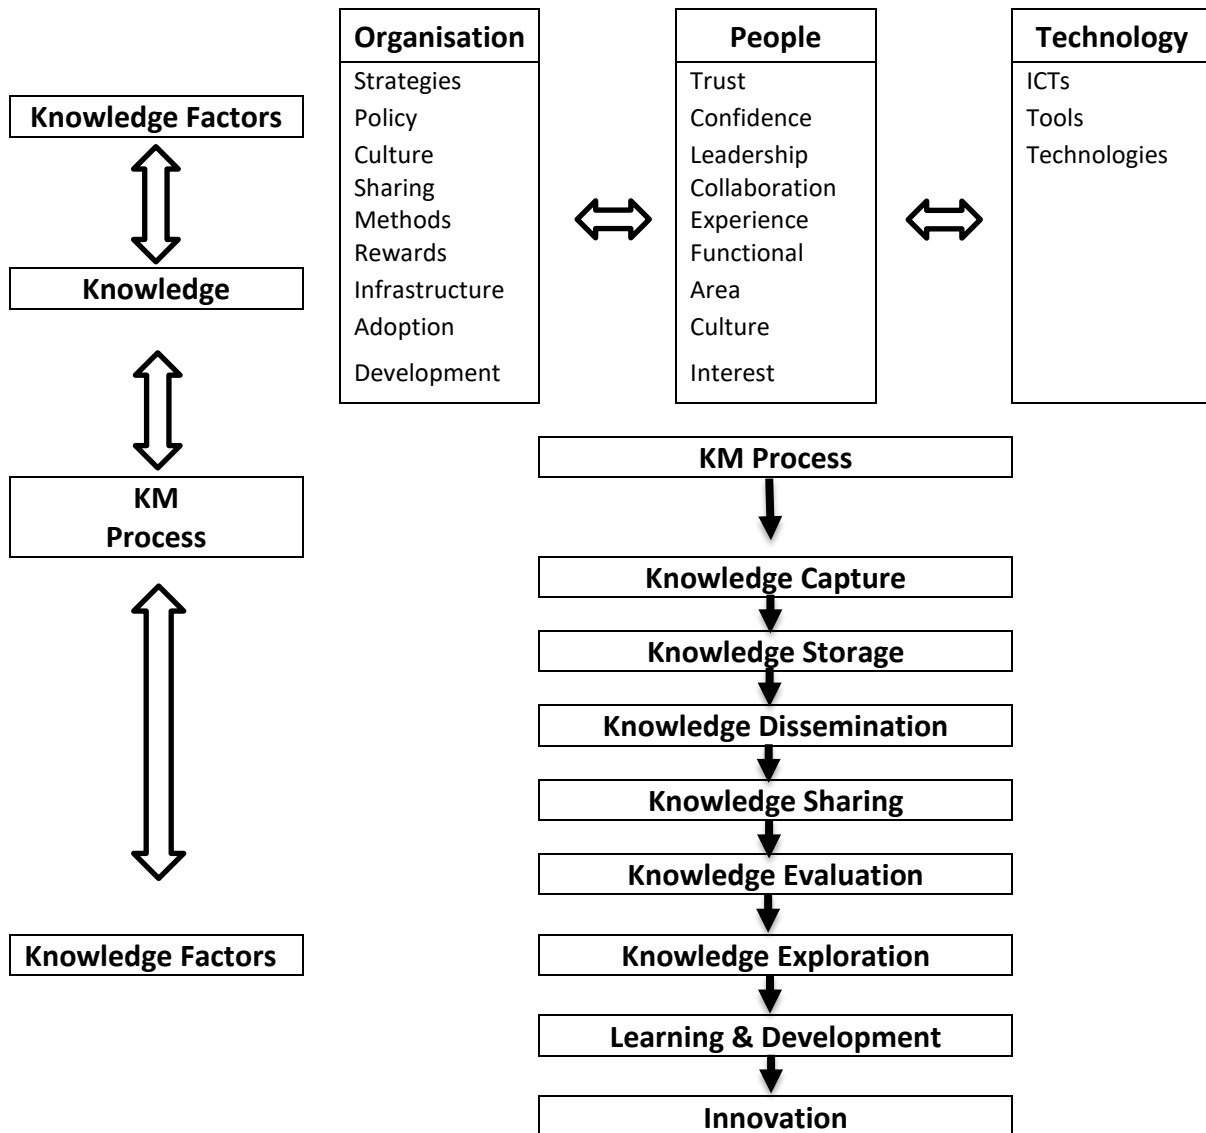 Organisation
Strategies
Policy
Culture
Sharing
Methods
Rewards
Infrastructure
Adoption
Development
People
Trust
Confidence
Leadership
Collaboration
Experience
Functional
Area
Culture
Interest
Technology
ICTs
Tools
Technologies
Knowledge Factors
Knowledge
KM
Process
Knowledge Factors
KM Process
Knowledge Capture
Knowledge Storage
Knowledge Dissemination
Knowledge Sharing
Knowledge Evaluation
Knowledge Exploration
Learning & Development
Innovation